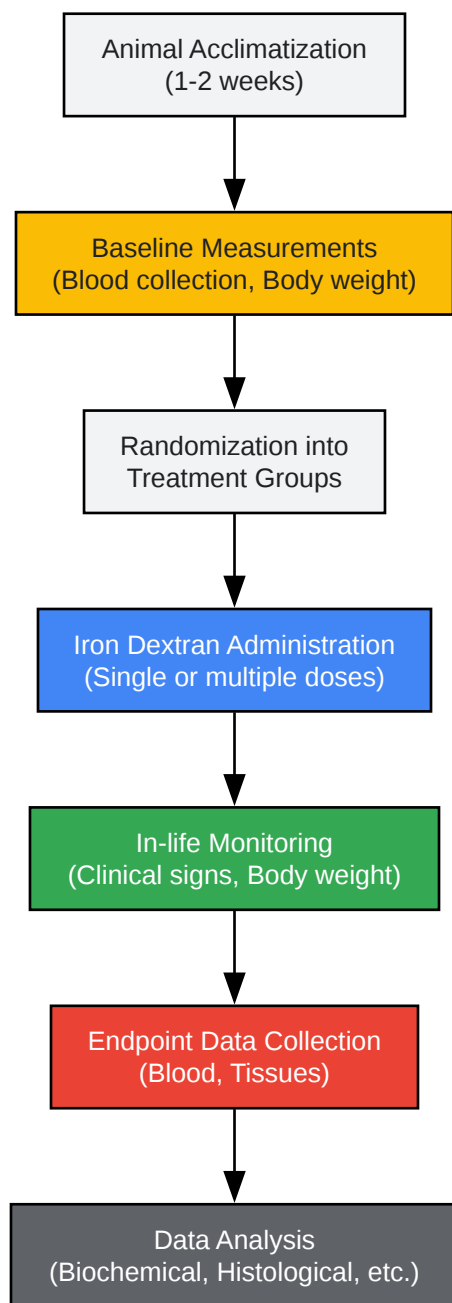 Animal Acclimatization
(1-2 weeks)
Baseline Measurements
(Blood collection, Body weight)
Randomization into
Treatment Groups
Iron Dextran Administration
(Single or multiple doses)
In-life Monitoring
(Clinical signs, Body weight)
Endpoint Data Collection
(Blood, Tissues)
Data Analysis
(Biochemical, Histological, etc.)